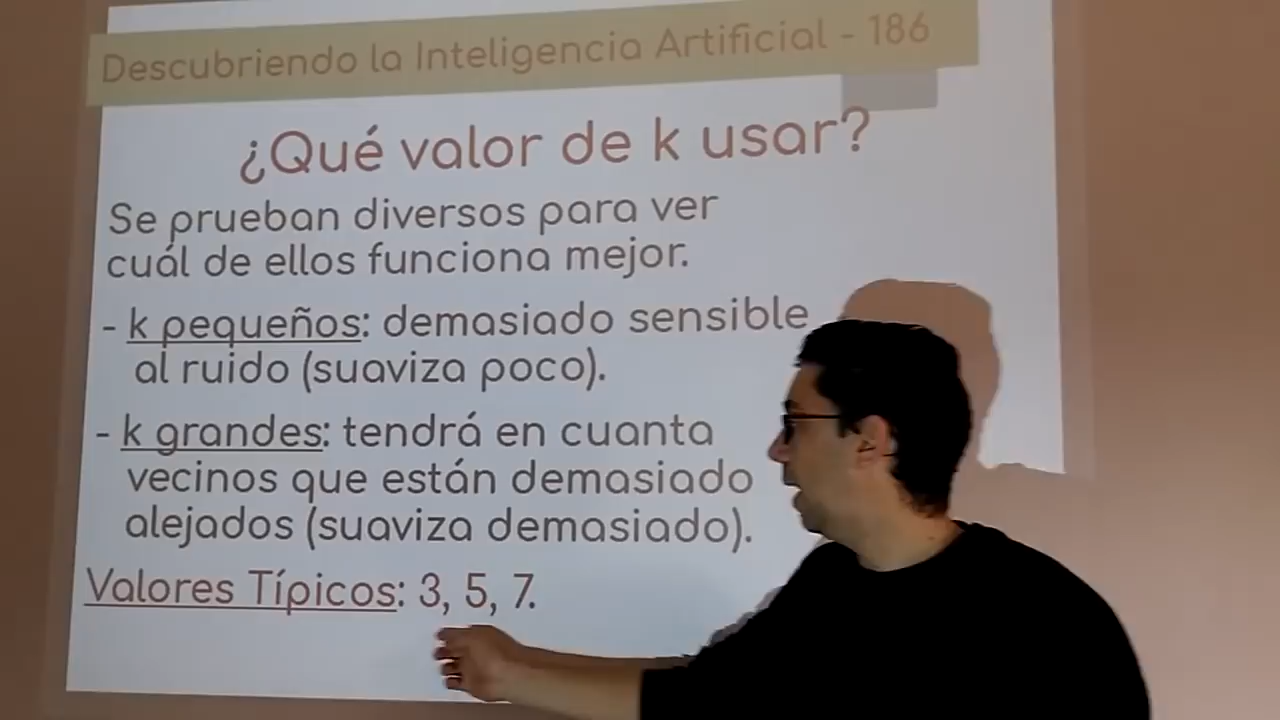 Descubriendo la Inteligencia Artificial - 186
¿Qué valor de k usar?
Se prueban diversos para ver
cuál de ellos funciona mejor.
- k pequeños: demasiado sensible
al ruido (suaviza poco).
- k grandes: tendrá en cuanta
vecinos que están demasiado
alejados (suaviza demasiado).
Valores Típicos: 3, 5, 7.